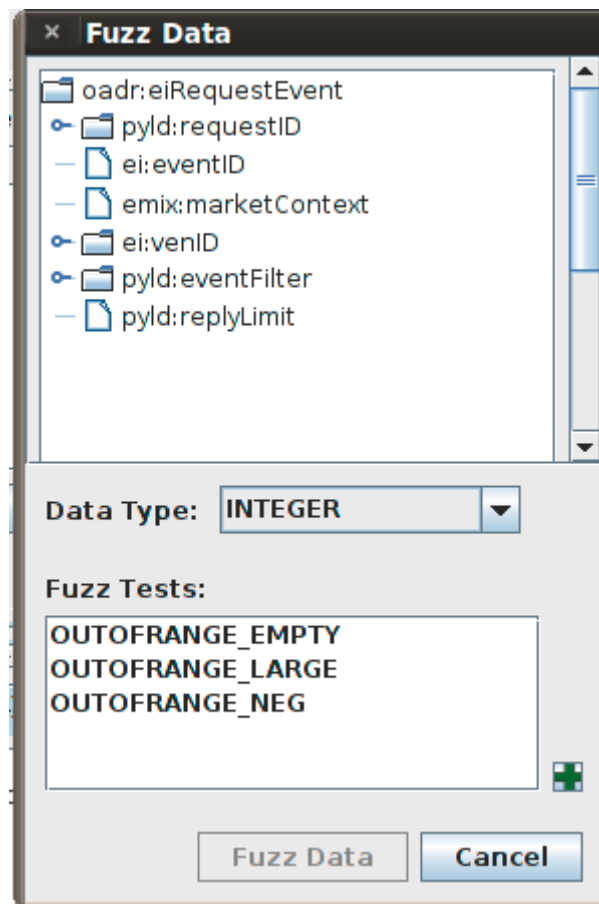 Fuzz Data
oadr:eiRequestEvent
pyld:requestID
ei:eventID
emix:marketContext
ei:venID
pyld:eventFilter
pyld:replyLimit
Data Type: INTEGER
Fuzz Tests:
OUTOFRANGE_EMPTY
OUTOFRANGE_LARGE
OUTOFRANGE_NEG
Fuzz Data Cancel